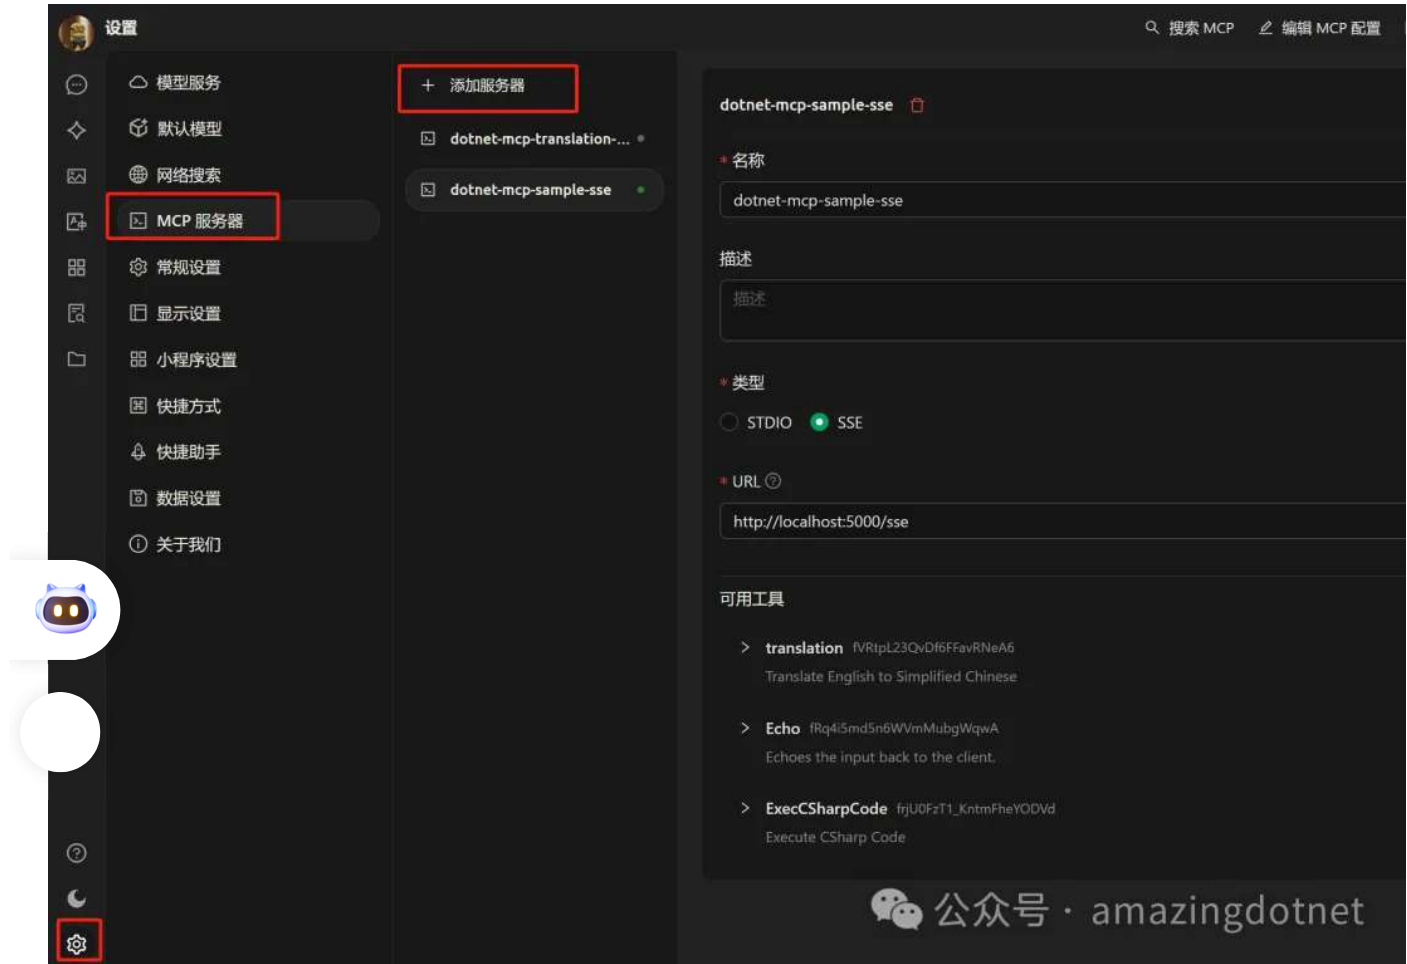 设置
搜索 MCP
编辑 MCP 配置
模型服务
默认模型
网络搜索
MCP 服务器
常规设置
显示设置
小程序设置
快捷方式
快捷助手
数据设置
关于我们
添加服务器
dotnet-mcp-translation-...
dotnet-mcp-sample-sse
dotnet-mcp-sample-sse
* 名称
dotnet-mcp-sample-sse
描述
描述
* 类型
STDIO
SSE
* URL
http://localhost:5000/sse
可用工具
translation fVRtpL23QvDf6FFavRNeA6
Translate English to Simplified Chinese
Echo fRq4i5md5n6WVmMubgWqwA
Echoes the input back to the client.
ExecCSharpCode frjU0FzT1_KntmFheYODVd
Execute CSharp Code
公众号 · amazingdotnet